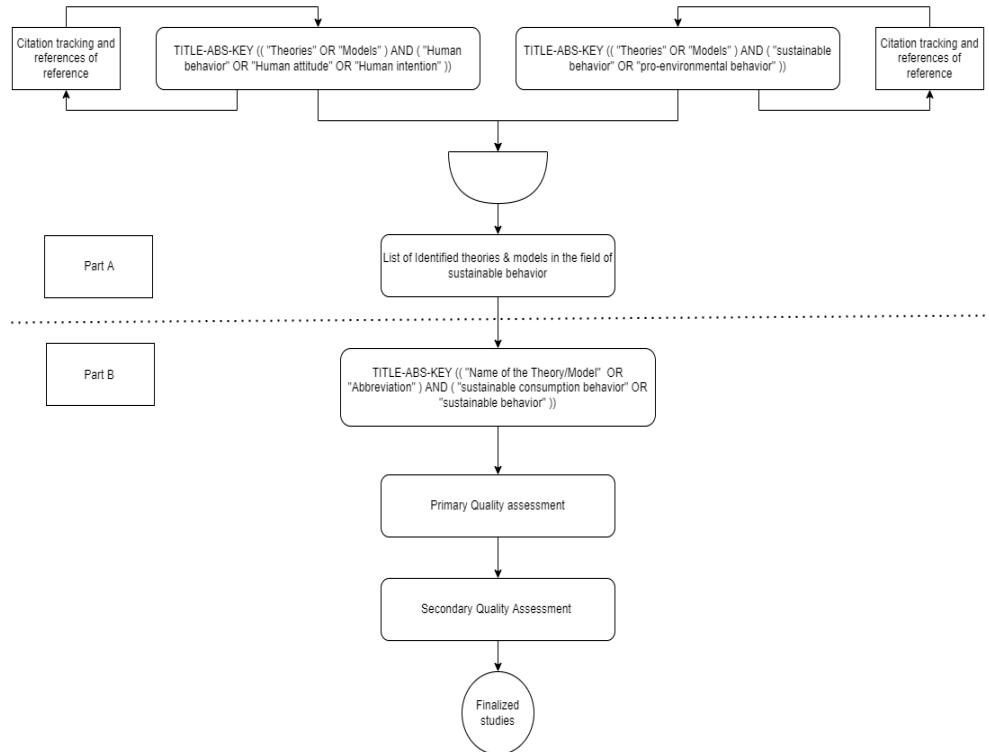 Citation tracking and
references of
reference
TITLE-ABS-KEY (( "Theories" OR "Models" ) AND ( "Human
behavior" OR "Human attitude" OR "Human intention" ))
TITLE-ABS-KEY (( "Theories" OR "Models" ) AND ( "sustainable
behavior" OR "pro-environmental behavior" ))
Citation tracking and
references of
reference
List of Identified theories & models in the field of
sustainable behavior
Part A
Part B
TITLE-ABS-KEY (( "Name of the Theory/Model" OR
"Abbreviation" ) AND ( "sustainable consumption behavior" OR
"sustainable behavior" ))
Primary Quality assessment
Secondary Quality Assessment
Finalized
studies